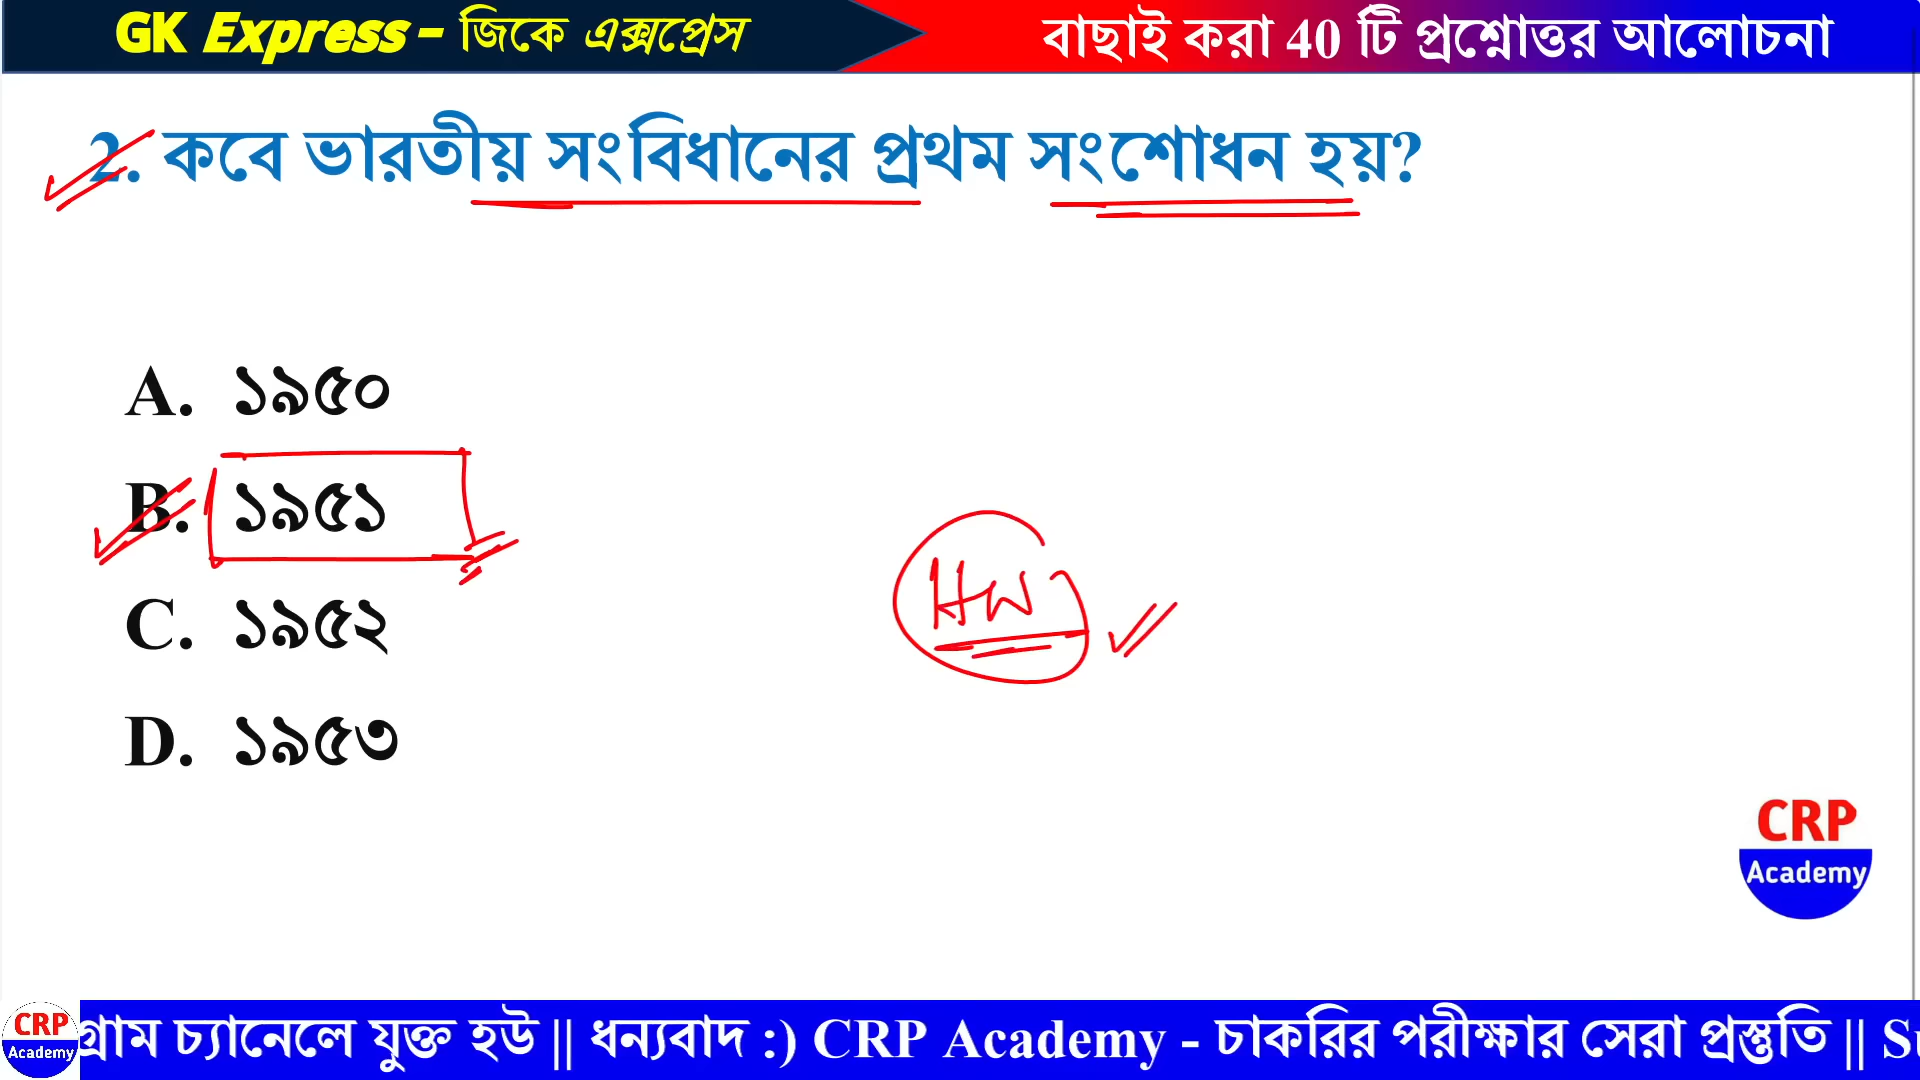 GK Express – জিকে এক্সপ্রেস
বাছাই করা 40 টি প্রশ্নোত্তর আলোচনা
2. কবে ভারতীয় সংবিধানের প্রথম সংশোধন হয়?
A. ১৯৫০
B. ১৯৫১
C. ১৯৫২
D. ১৯৫৩
HW
CRP
Academy
CRP
Academy
গ্রাম চ্যানেলে যুক্ত হউ || ধন্যবাদ :) CRP Academy - চাকরির পরীক্ষার সেরা প্রস্তুতি ||